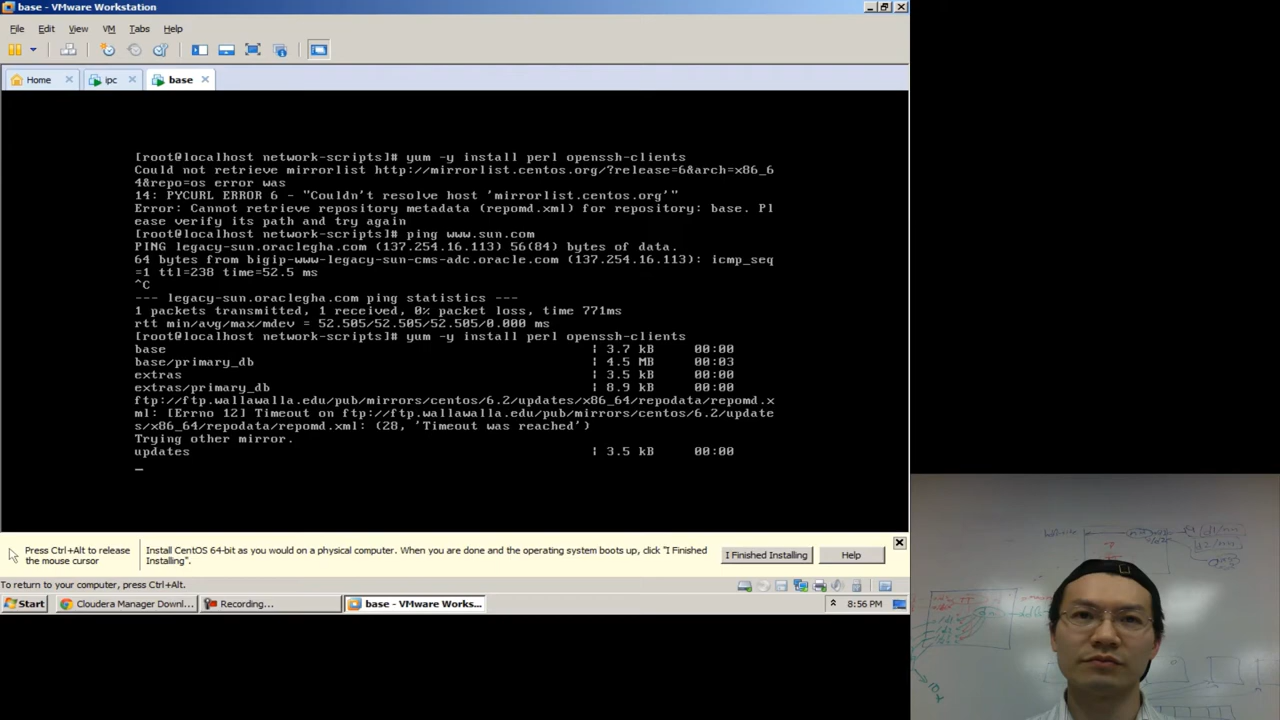 base - VMware Workstation
File Edit View VM Tabs Help
Home ipc base
[root@localhost network-scripts]# yum -y install perl openssh-clients
Could not retrieve mirrorlist http://mirrorlist.centos.org/?release=6&arch=x86_6
4&repo=os error was
14: PYCURL ERROR 6 - "Couldn't resolve host 'mirrorlist.centos.org'"
Error: Cannot retrieve repository metadata (repomd.xml) for repository: base. Pl
ease verify its path and try again
[root@localhost network-scripts]# ping www.sun.com
PING legacy-sun.oraclegha.com (137.254.16.113) 56(84) bytes of data.
64 bytes from bigip-www-legacy-sun-cms-adc.oracle.com (137.254.16.113): icmp_seq
=1 ttl=238 time=52.5 ms
^C
--- legacy-sun.oraclegha.com ping statistics ---
1 packets transmitted, 1 received, 0% packet loss, time 771ms
rtt min/avg/max/mdev = 52.505/52.505/52.505/0.000 ms
[root@localhost network-scripts]# yum -y install perl openssh-clients
base | 3.7 kB 00:00
base/primary_db | 4.5 MB 00:03
extras | 3.5 kB 00:00
extras/primary_db | 8.9 kB 00:00
ftp://ftp.wallawalla.edu/pub/mirrors/centos/6.2/updates/x86_64/repodata/repomd.x
ml: [Errno 12] Timeout on ftp://ftp.wallawalla.edu/pub/mirrors/centos/6.2/update
s/x86_64/repodata/repomd.xml: (28, 'Timeout was reached')
Trying other mirror.
updates | 3.5 kB 00:00
Press Ctrl+Alt to release
the mouse cursor
Install CentOS 64-bit as you would on a physical computer. When you are done and the operating system boots up, click "I Finished
Installing".
I Finished Installing
Help
To return to your computer, press Ctrl+Alt.
Start Cloudera Manager Downl... Recording... base - VMware Works... 8:56 PM